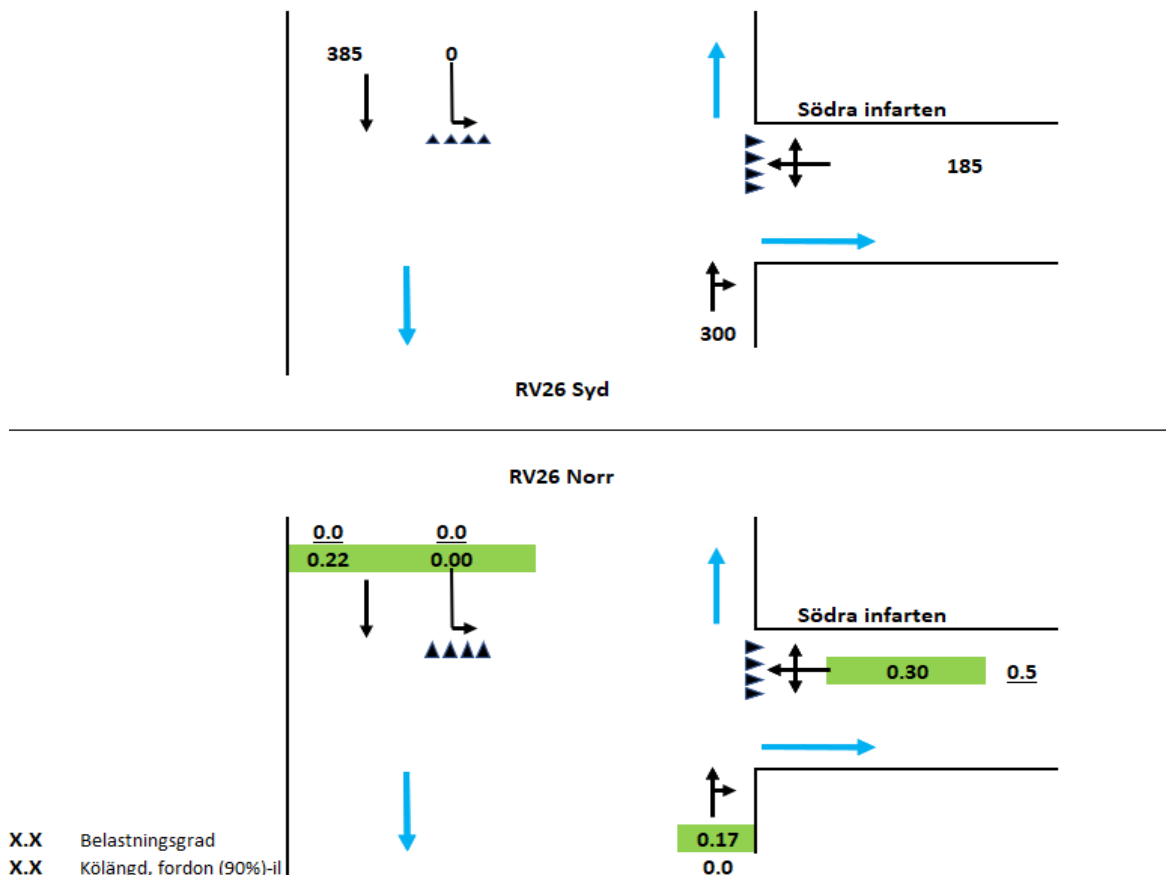 385 0
Södra infarten
185
300
RV26 Syd
RV26 Norr
0.0 0.0
0.22 0.00
Södra infarten
0.30 0.5
X.X Belastningsgrad 0.17
X.X Kölängd, fordon (90%)-il 0.0